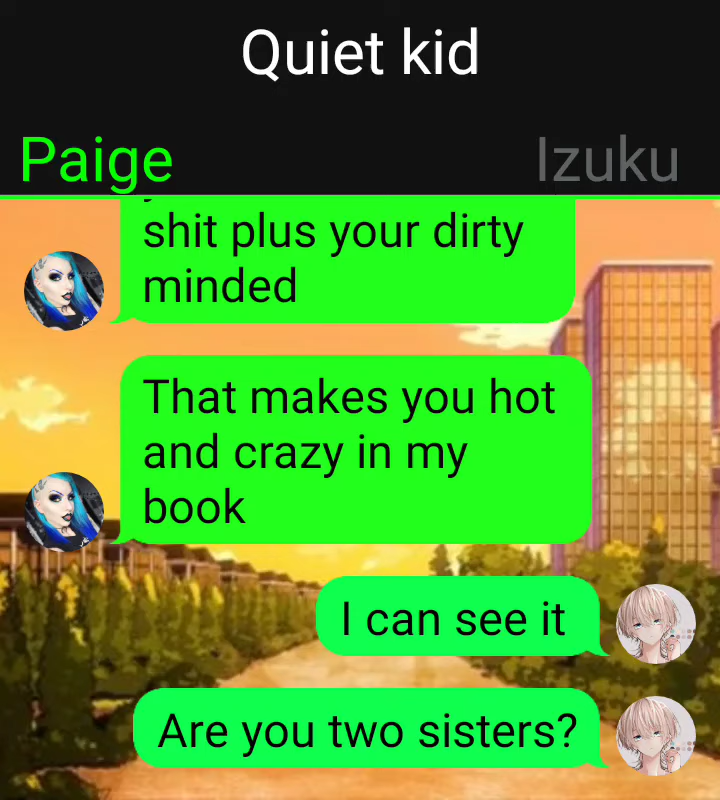 Quiet kid
Paige
Izuku
shit plus your dirty
minded
That makes you hot
and crazy in my
book
I can see it
Are you two sisters?